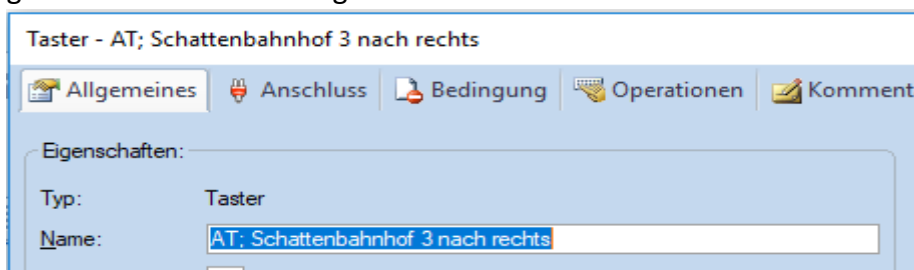 Taster - AT; Schattenbahnhof 3 nach rechts
Allgemeines Anschluss Bedingung Operationen Komment
Eigenschaften:
Typ: Taster
Name: AT; Schattenbahnhof 3 nach rechts